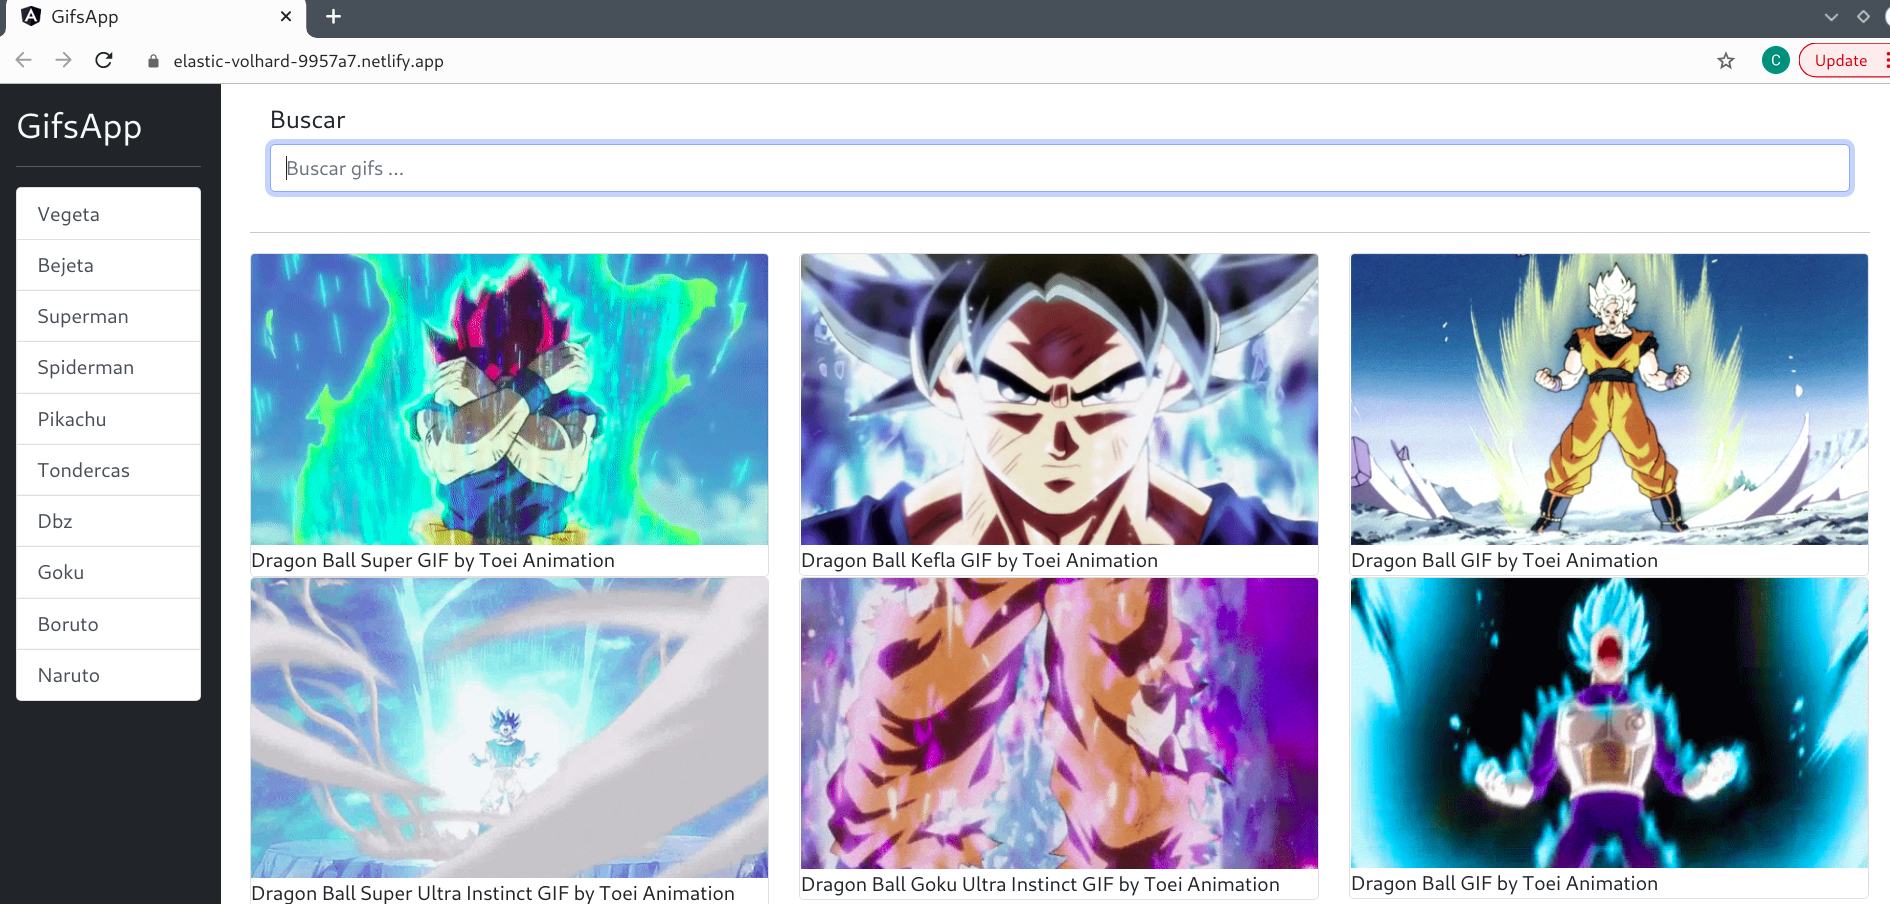 GifsApp
elastic-volhard-9957a7.netlify.app
C
Update
GifsApp
Vegeta
Bejeta
Superman
Spiderman
Pikachu
Tondercas
Dbz
Goku
Boruto
Naruto
Buscar
Buscar gifs ...
Dragon Ball Super GIF by Toei Animation
Dragon Ball Kefla GIF by Toei Animation
Dragon Ball GIF by Toei Animation
Dragon Ball Super Ultra Instinct GIF by Toei Animation
Dragon Ball Goku Ultra Instinct GIF by Toei Animation
Dragon Ball GIF by Toei Animation